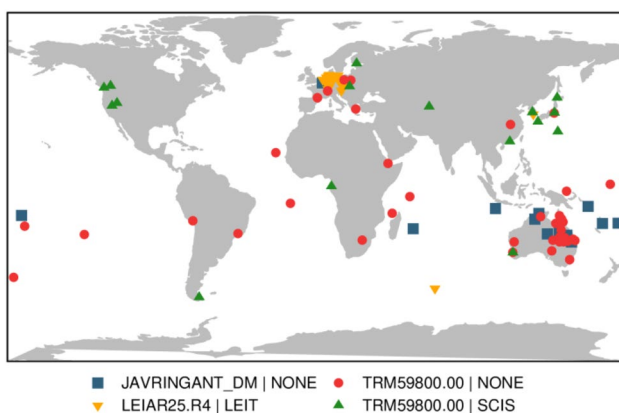 JAVRINGANT_DM | NONE
TRM59800.00 | NONE
LEIAR25.R4 | LEIT
TRM59800.00 | SCIS